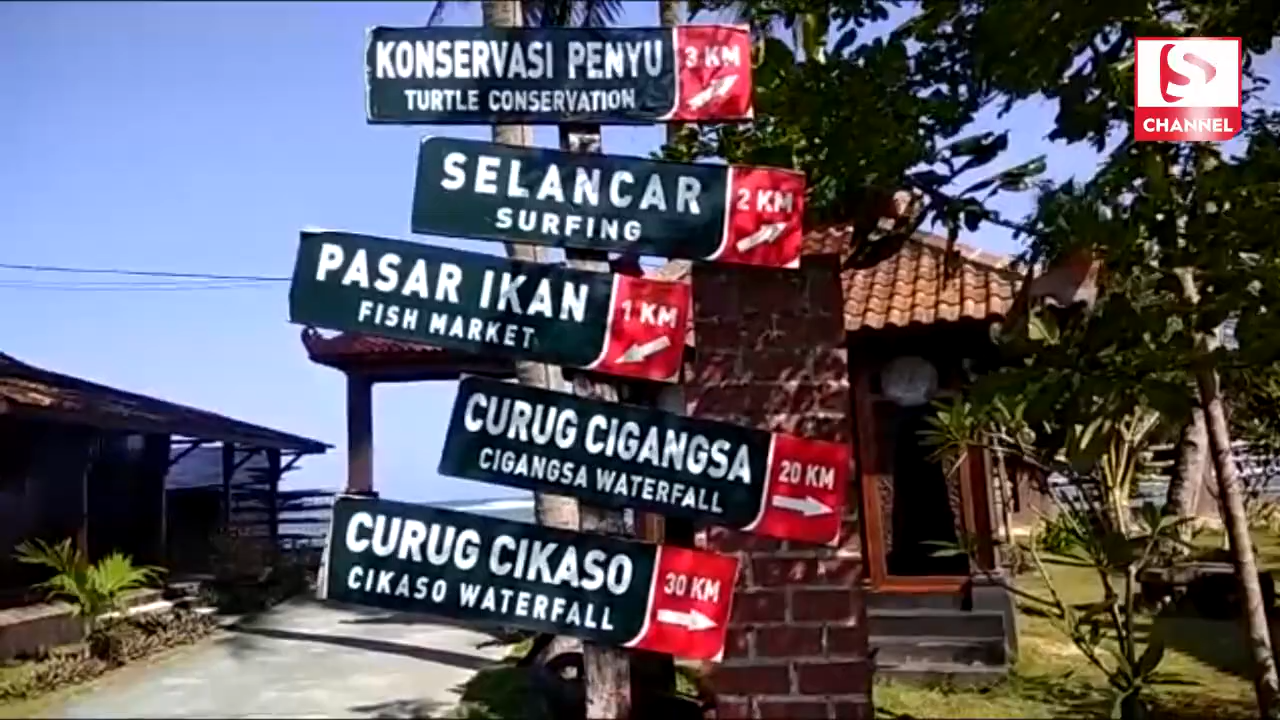 KONSERVASI PENYU
TURTLE CONSERVATION
3 KM
SELANCAR
SURFING
2 KM
PASAR IKAN
FISH MARKET
1 KM
CURUG CIGANGSA
CIGANGSA WATERFALL
20 KM
CURUG CIKASO
CIKASO WATERFALL
30 KM
S
CHANNEL